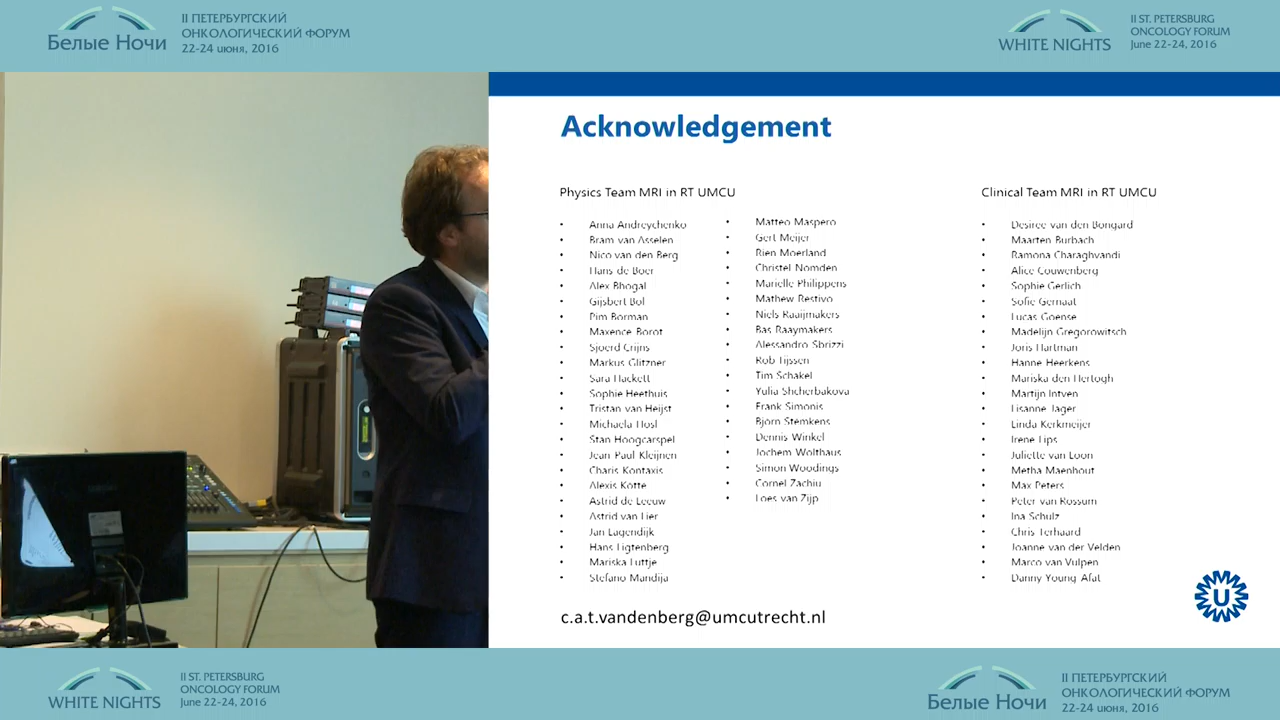 II ПЕТЕРБУРГСКИЙ
ОНКОЛОГИЧЕСКИЙ ФОРУМ
22-24 июня, 2016
Белые Ночи
II ST. PETERSBURG
ONCOLOGY FORUM
June 22-24, 2016
WHITE NIGHTS
Acknowledgement
Physics Team MRI in RT UMCU
• Anna Andreychenko
• Bram van Asselen
• Nico van den Berg
• Hans de Boer
• Alex Bhogal
• Gijsbert Bol
• Pim Borman
• Maxence Borot
• Sjoerd Crijns
• Markus Glitzner
• Sara Hackett
• Sophie Heethuis
• Tristan van Heijst
• Michaela Hosl
• Stan Hoogcarspel
• Jean Paul Kleijnen
• Charis Kontaxis
• Alexis Kotte
• Astrid de Leeuw
• Astrid van Lier
• Jan Lagendijk
• Hans Ligtenberg
• Mariska Luttje
• Stefano Mandija
• Matteo Maspero
• Gert Meijer
• Rien Moerland
• Christel Nomden
• Marielle Philippens
• Mathew Restivo
• Niels Raaijmakers
• Bas Raaymakers
• Alessandro Sbrizzi
• Rob Tijssen
• Tim Schakel
• Yulia Shcherbakova
• Frank Simonis
• Bjorn Stemkens
• Dennis Winkel
• Jochem Wolthaus
• Simon Woodings
• Cornel Zachiu
• Loes van Zijp
Clinical Team MRI in RT UMCU
• Desiree van den Bongard
• Maarten Burbach
• Ramona Charaghvandi
• Alice Couwenberg
• Sophie Gerlich
• Sofie Gernaat
• Lucas Goense
• Madelijn Gregorowitsch
• Joris Hartman
• Hanne Heerkens
• Mariska den Hertogh
• Martijn Intven
• Lisanne Jager
• Linda Kerkmeijer
• Irene Lips
• Juliette van Loon
• Metha Maenhout
• Max Peters
• Peter van Rossum
• Ina Schulz
• Chris Terhaard
• Joanne van der Velden
• Marco van Vulpen
• Danny Young-Afat
U
c.a.t.vandenberg@umcutrecht.nl
II ST. PETERSBURG
ONCOLOGY FORUM
June 22-24, 2016
WHITE NIGHTS
II ПЕТЕРБУРГСКИЙ
ОНКОЛОГИЧЕСКИЙ ФОРУМ
22-24 июня, 2016
Белые Ночи